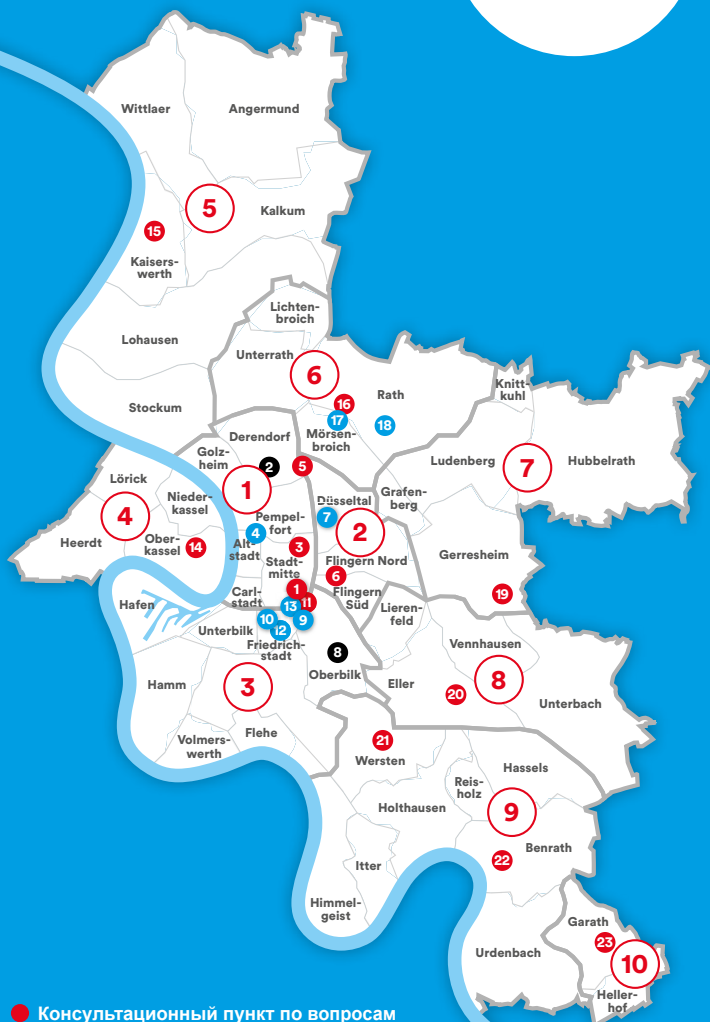 Wittlaer
Angermund
5
Kalkum
15
Kaisers-
werth
Lichten-
broich
Lohausen
Unterrath
6
Rath
Knitt-
kuhl
Stockum
16
17
18
Mörsen-
broich
Derendorf
Golz-
heim
2
5
Ludenberg
7
Hubbelrath
Lörick
1
Grafen-
berg
4
Nieder-
kassel
Düsseltal
7
Pempel-
fort
2
Heerdt
Ober-
kassel
14
4
Alt-
stadt
3
Flingern Nord
Gerresheim
Stadt-
mitte
6
Flingern
Süd
1
Hafen
Carl-
stadt
11
13
19
Lieren-
feld
10
9
12
Unterbilk
Friedrich-
stadt
8
Oberbilk
Vennhausen
8
Hamm
3
Eller
20
Unterbach
Volmers-
werth
Flehe
21
Wersten
Hassels
Reis-
holz
Holthausen
9
Benrath
22
Itter
Himmel-
geist
Garath
23
Urdenbach
10
Heller-
hof
Консультационный пункт по вопросам